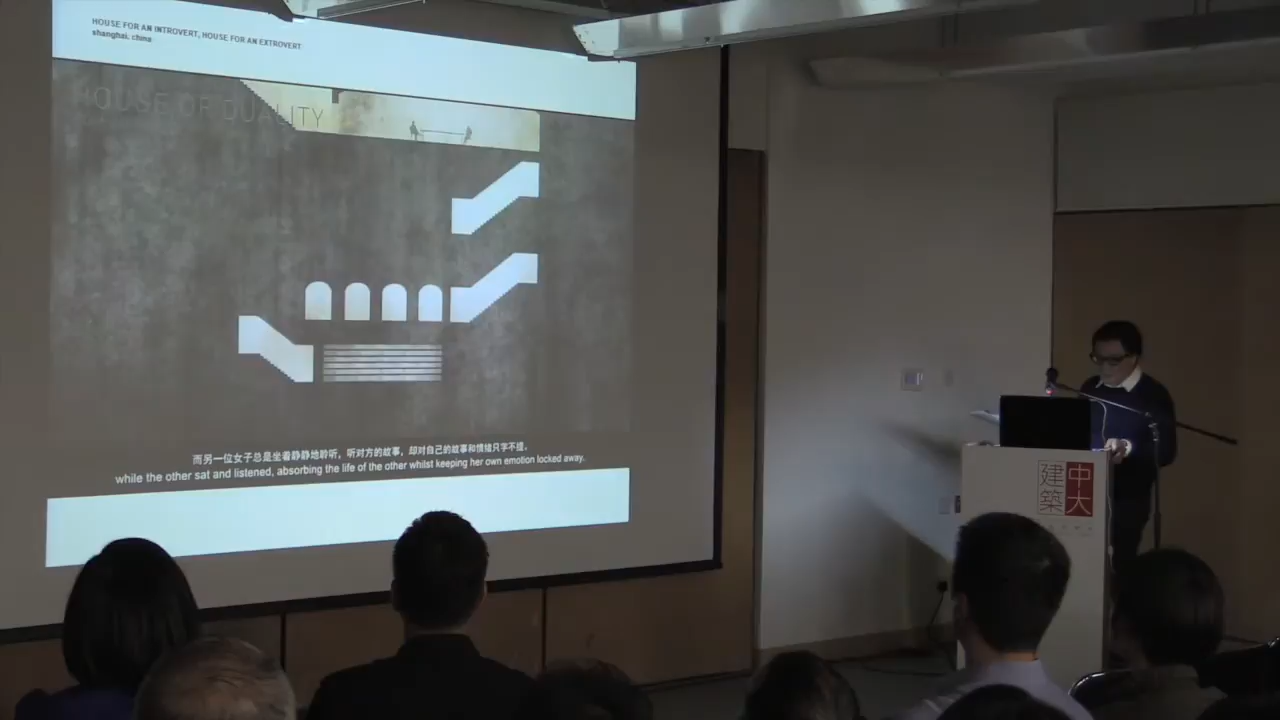 HOUSE FOR AN INTROVERT, HOUSE FOR AN EXTROVERT
shanghai. china
HOUSE OF DUALITY
而另一位女子总是坐着静静地聆听，听对方的故事，却对自己的故事和情绪只字不提。
while the other sat and listened, absorbing the life of the other whilst keeping her own emotion locked away.
中大
建築